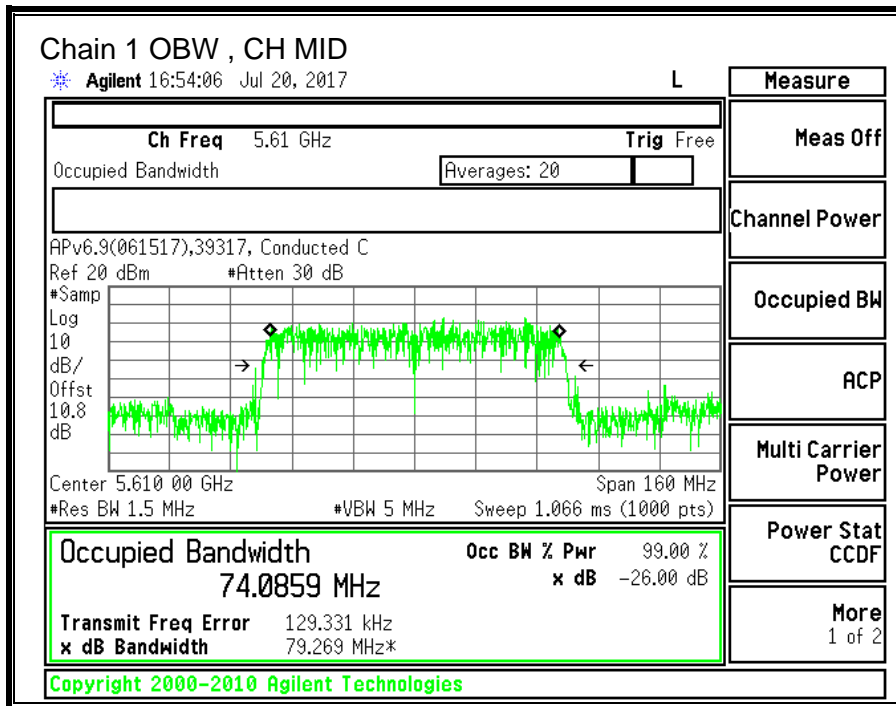 Chain 1 OBW , CH MID
Agilent 16:54:06 Jul 20, 2017 L
Measure
Ch Freq 5.61 GHz Trig Free
Meas Off
Occupied Bandwidth Averages: 20
Channel Power
APv6.9(061517),39317, Conducted C
Ref 20 dBm #Atten 30 dB
#Samp
Log
10
dB/
Offst
10.8
dB
Occupied BW
ACP
Multi Carrier
Power
Center 5.610 00 GHz Span 160 MHz
#Res BW 1.5 MHz #VBW 5 MHz Sweep 1.066 ms (1000 pts)
Power Stat
CCDF
Occupied Bandwidth Occ BW % Pwr 99.00 %
74.0859 MHz x dB -26.00 dB
Transmit Freq Error 129.331 kHz
x dB Bandwidth 79.269 MHz*
More
1 of 2
Copyright 2000-2010 Agilent Technologies